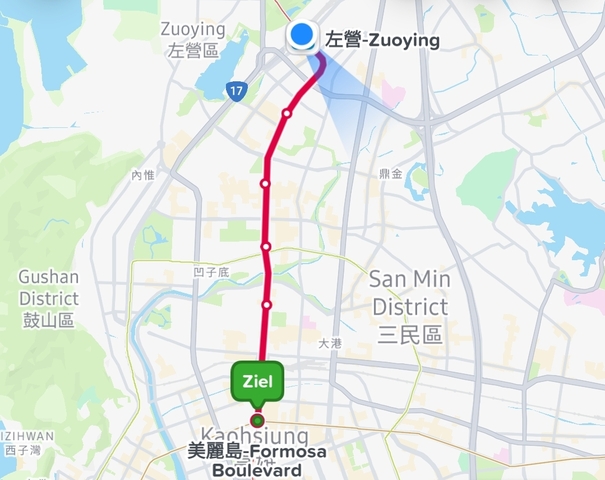 Zuoying
左營區
左營-Zuoying
17
內惟
鼎金
凹子底
Gushan
District
鼓山區
San Min
District
三民區
大港
Ziel
Kaohsiung
IZIHWAN
西子灣
美麗島-Formosa
Boulevard